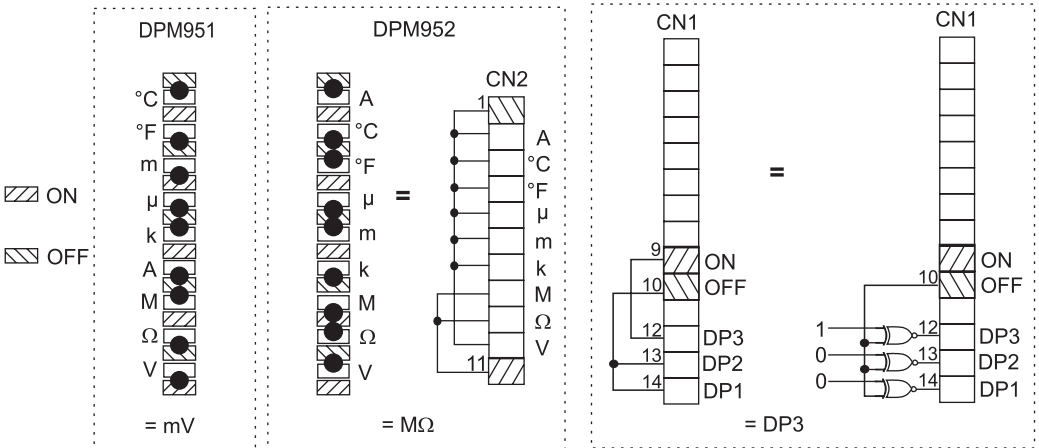 DPM951
°C
°F
m
µ
k
A
M
Ω
V
= mV
ON
OFF
DPM952
A
°C
°F
µ
m
k
M
Ω
V
=
CN2
1
A
°C
°F
µ
m
k
M
Ω
V
11
= MΩ
CN1
9
ON
10
OFF
12
DP3
13
DP2
14
DP1
=
CN1
ON
10
OFF
1
12
DP3
0
13
DP2
0
14
DP1
= DP3